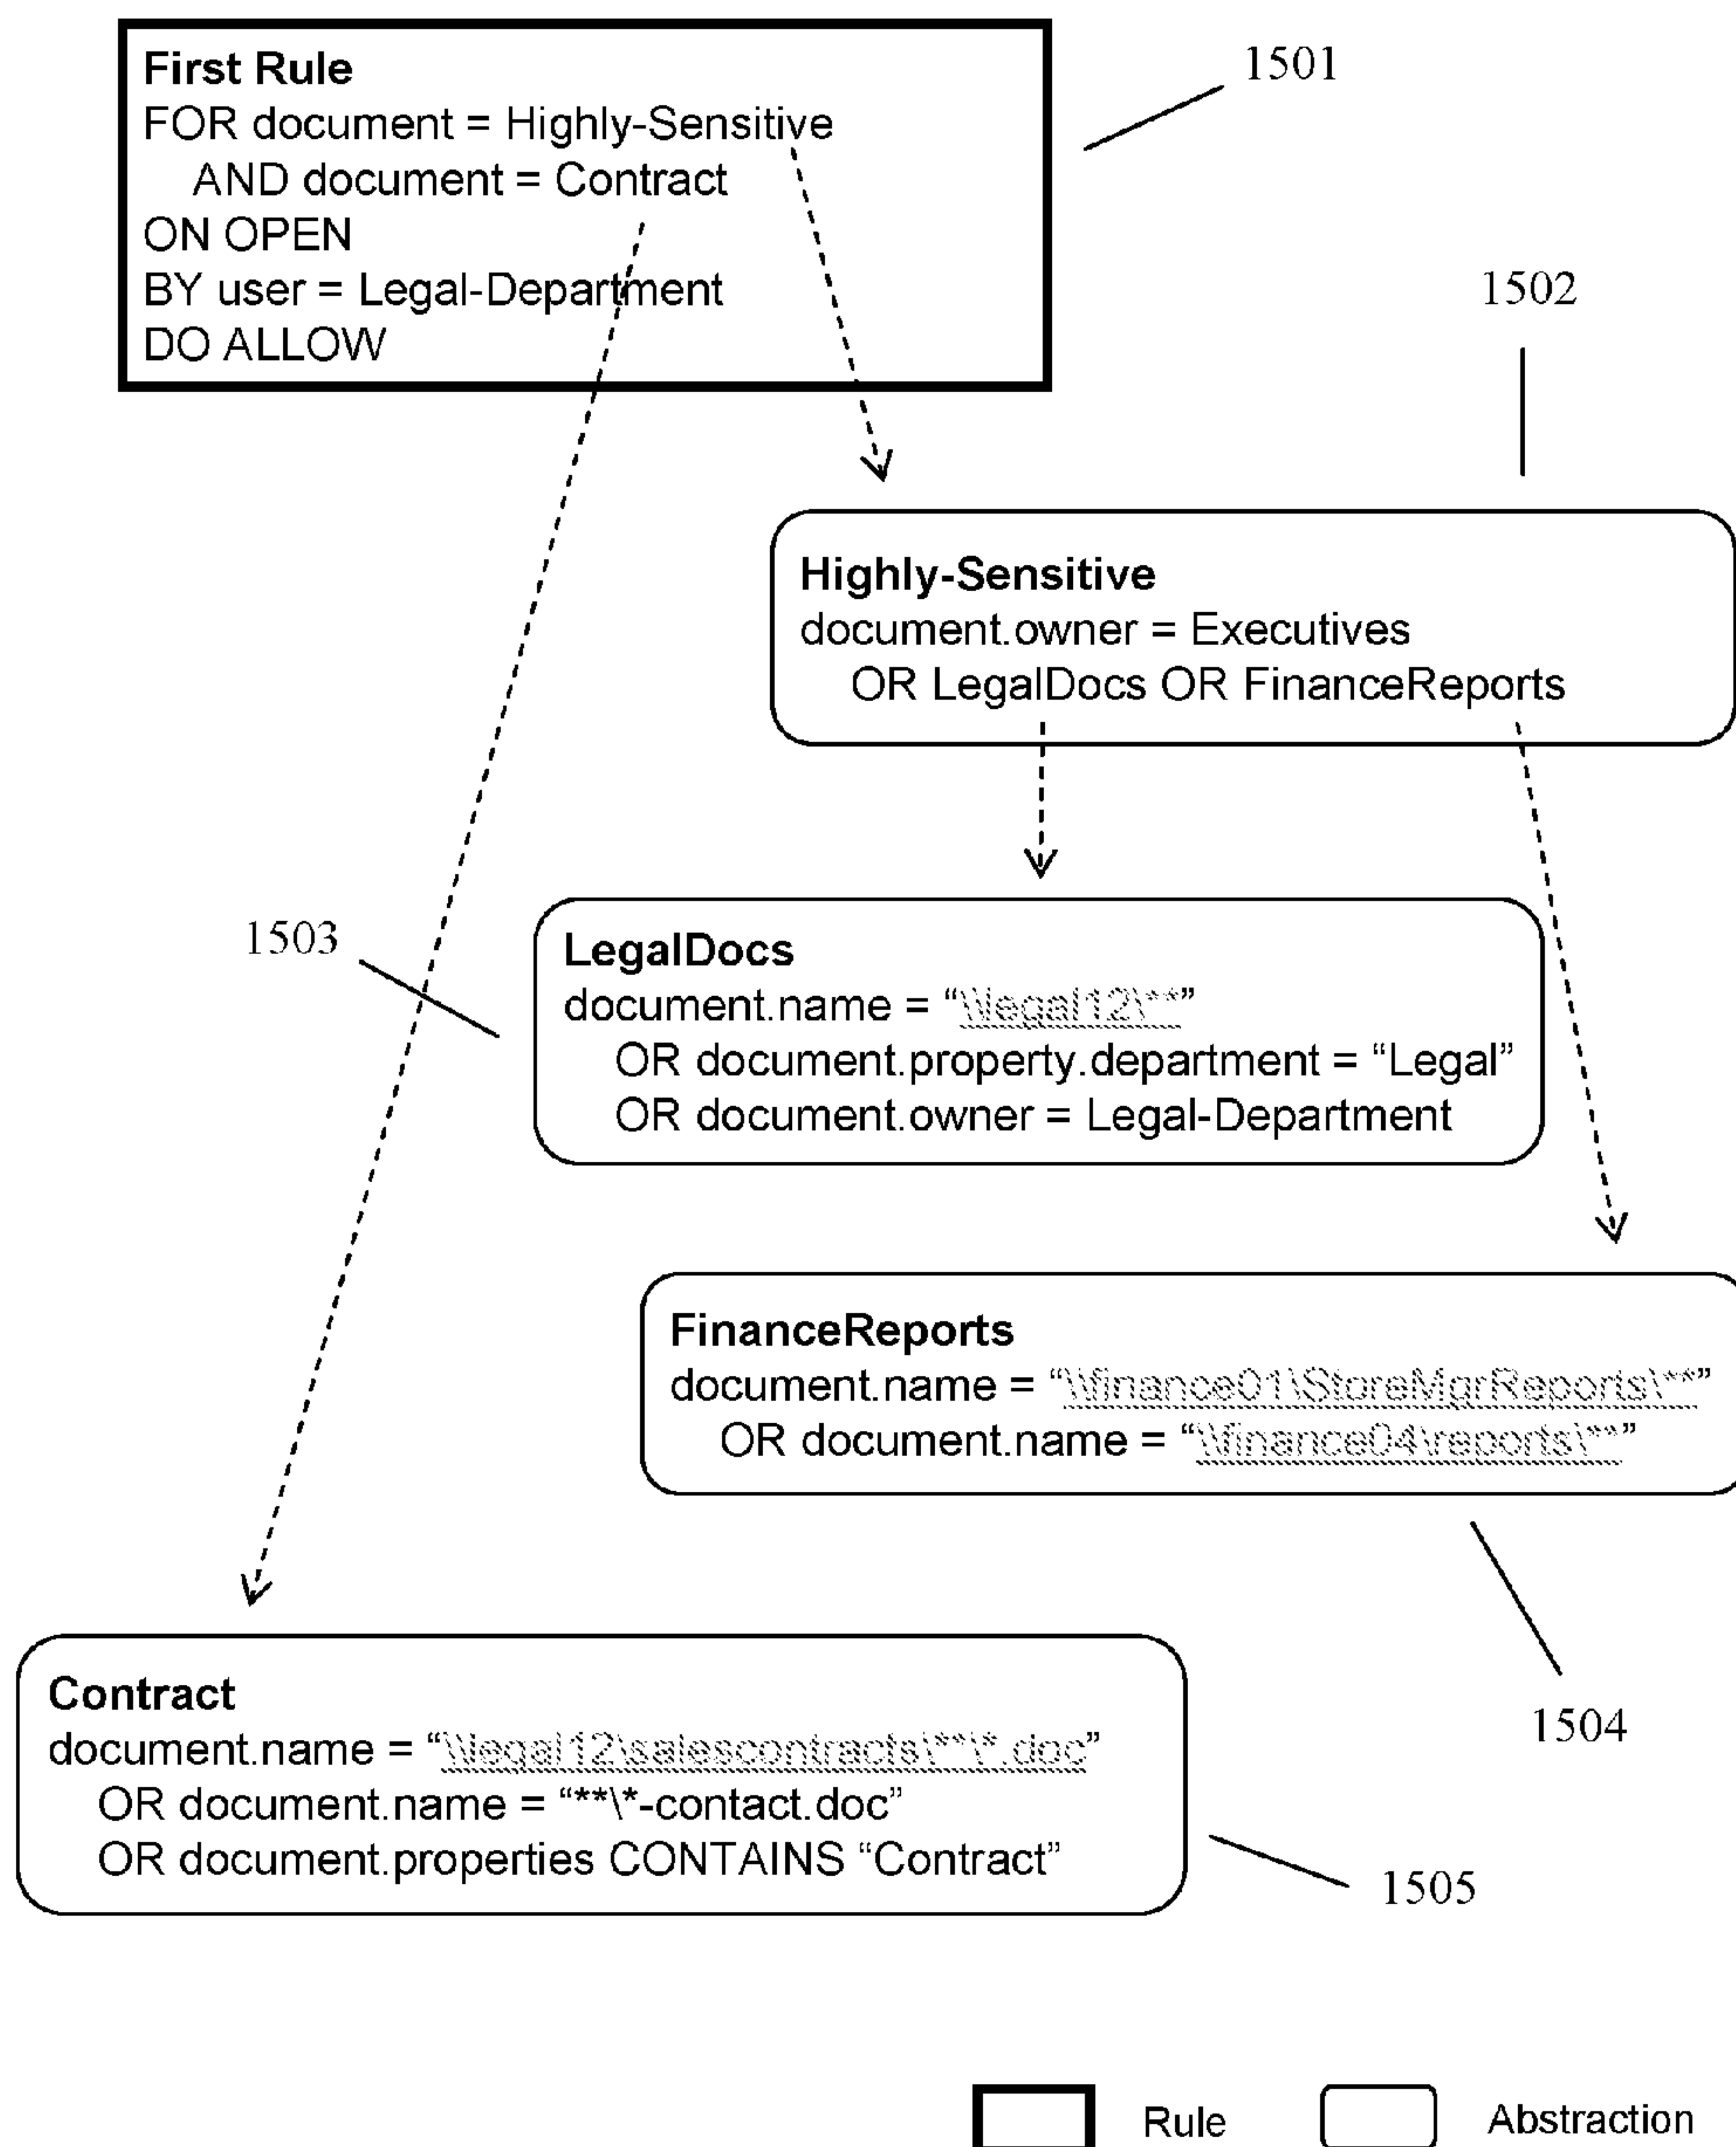 First Rule
FOR document = Highly-Sensitive
AND document = Contract
ON OPEN
BY user = Legal-Department
DO ALLOW
1501
1502
Highly-Sensitive
document.owner = Executives
OR LegalDocs OR FinanceReports
1503
LegalDocs
document.name = “\\legal12\**”
OR document.property.department = “Legal”
OR document.owner = Legal-Department
FinanceReports
document.name = “\\finance01\StoreMgrReports\**”
OR document.name = “\\finance04\reports\**”
1504
Contract
document.name = “\\legal12\salescontracts\**\*.doc”
OR document.name = “**\*-contact.doc”
OR document.properties CONTAINS “Contract”
1505
Rule
Abstraction